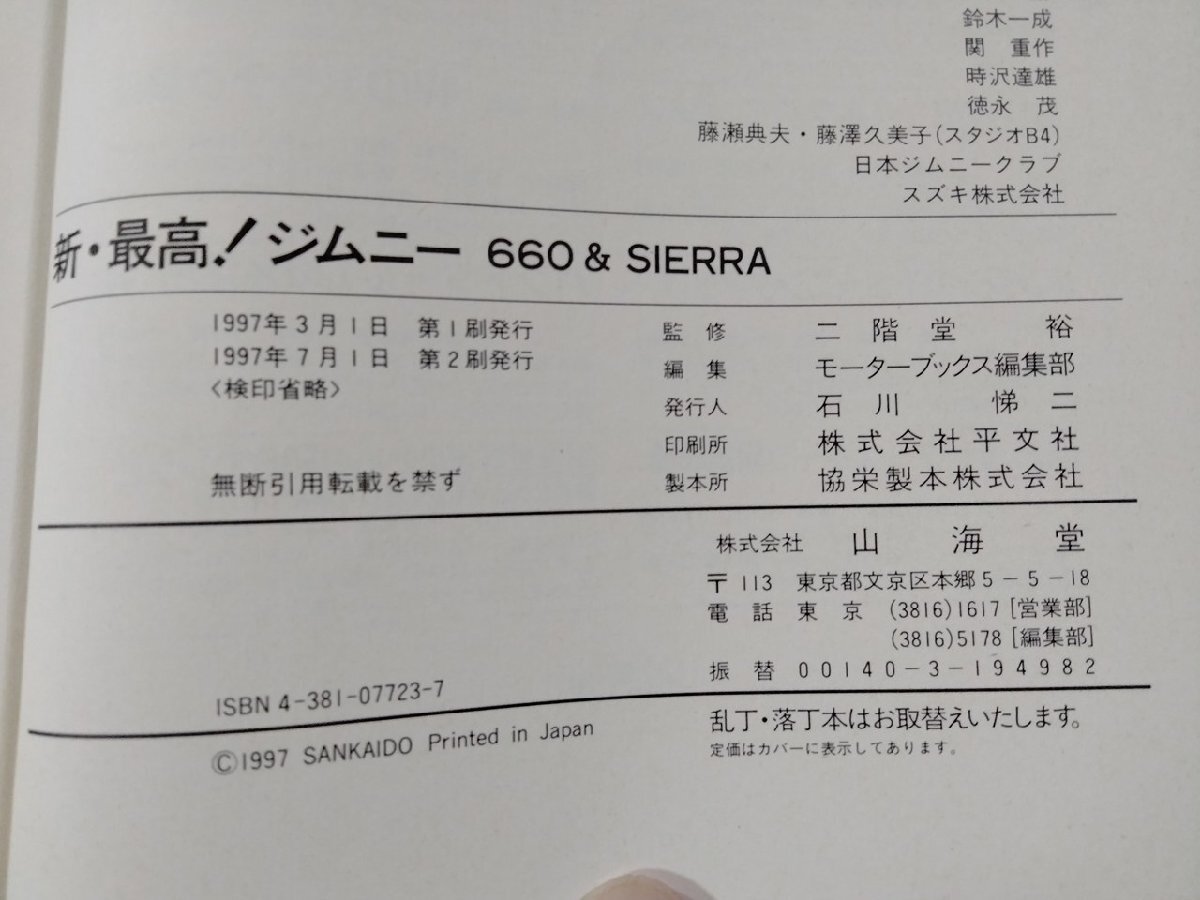 鈴木一成
関 重作
時沢達雄
徳永 茂
藤瀬典夫・藤澤久美子(スタジオB4)
日本ジムニークラブ
スズキ株式会社
新・最高!ジムニー 660 & SIERRA
1997年3月1日 第1刷発行
1997年7月1日 第2刷発行
〈検印省略〉
無断引用転載を禁ず
監修 二階堂 裕
編集 モーターブックス編集部
発行人 石川 悌二
印刷所 株式会社平文社
製本所 協栄製本株式会社
株式会社 山海堂
〒113 東京都文京区本郷5-5-18
電話東京 (3816)1617[営業部]
(3816)5178[編集部]
振替 00140-3-194982
ISBN 4-381-07723-7
©1997 SANKAIDO Printed in Japan
乱丁・落丁本はお取替えいたします。
定価はカバーに表示してあります。